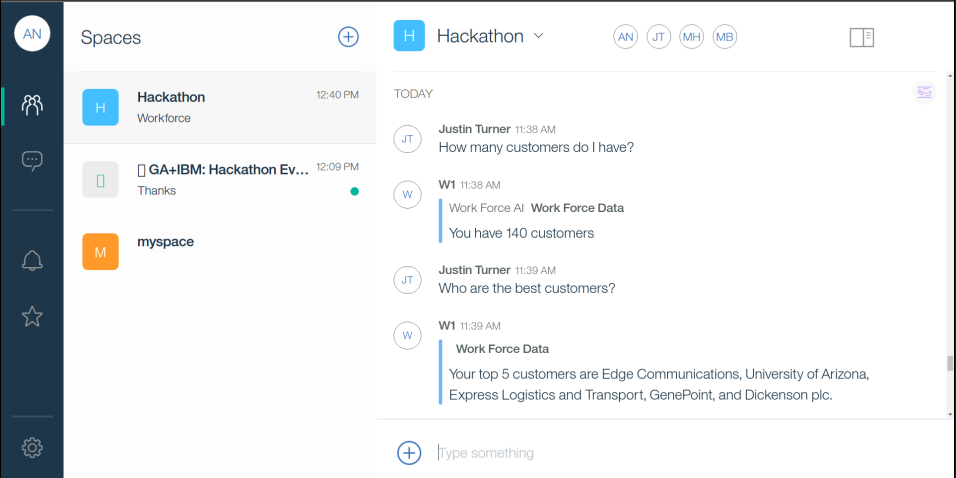 AN
Spaces
H
Hackathon
12:40 PM
Workforce
GA+IBM: Hackathon Ev...
12:09 PM
Thanks
M
myspace
H
Hackathon
AN
JT
MH
MB
TODAY
JT
Justin Turner 11:38 AM
How many customers do I have?
W
W1 11:38 AM
Work Force AI Work Force Data
You have 140 customers
JT
Justin Turner 11:39 AM
Who are the best customers?
W
W1 11:39 AM
Work Force Data
Your top 5 customers are Edge Communications, University of Arizona,
Express Logistics and Transport, GenePoint, and Dickenson plc.
Type something